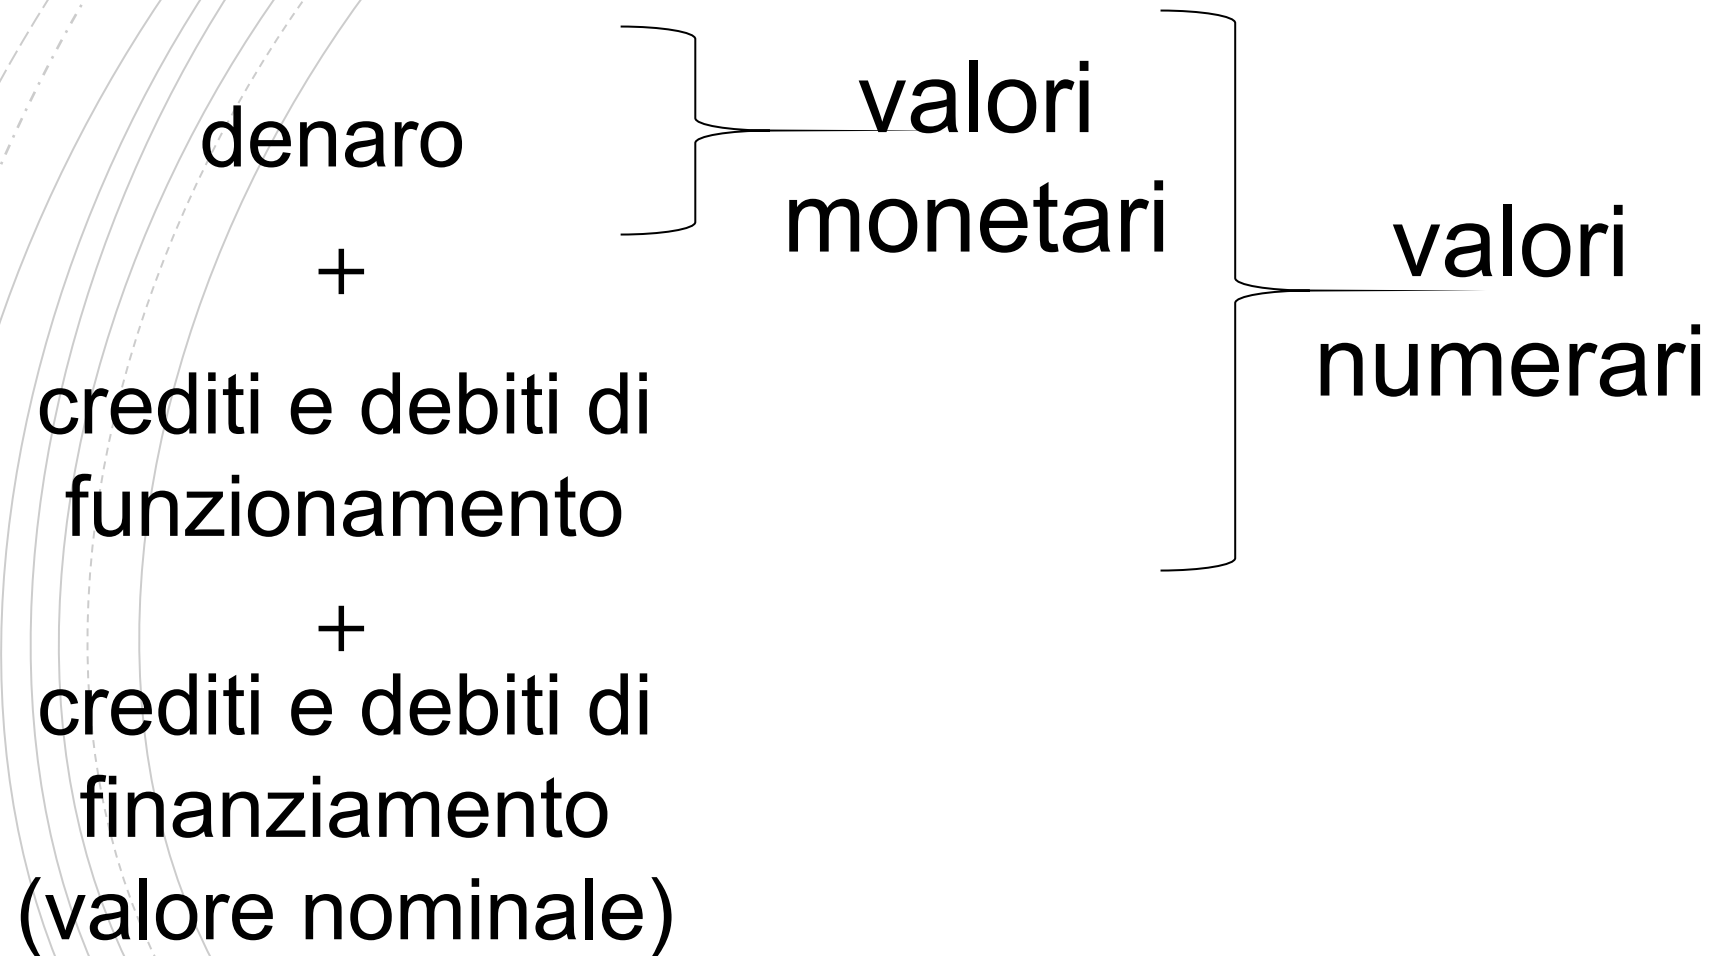 denaro
+
crediti e debiti di
funzionamento
+
crediti e debiti di
finanziamento
(valore nominale)
valori
monetari
valori
numerari